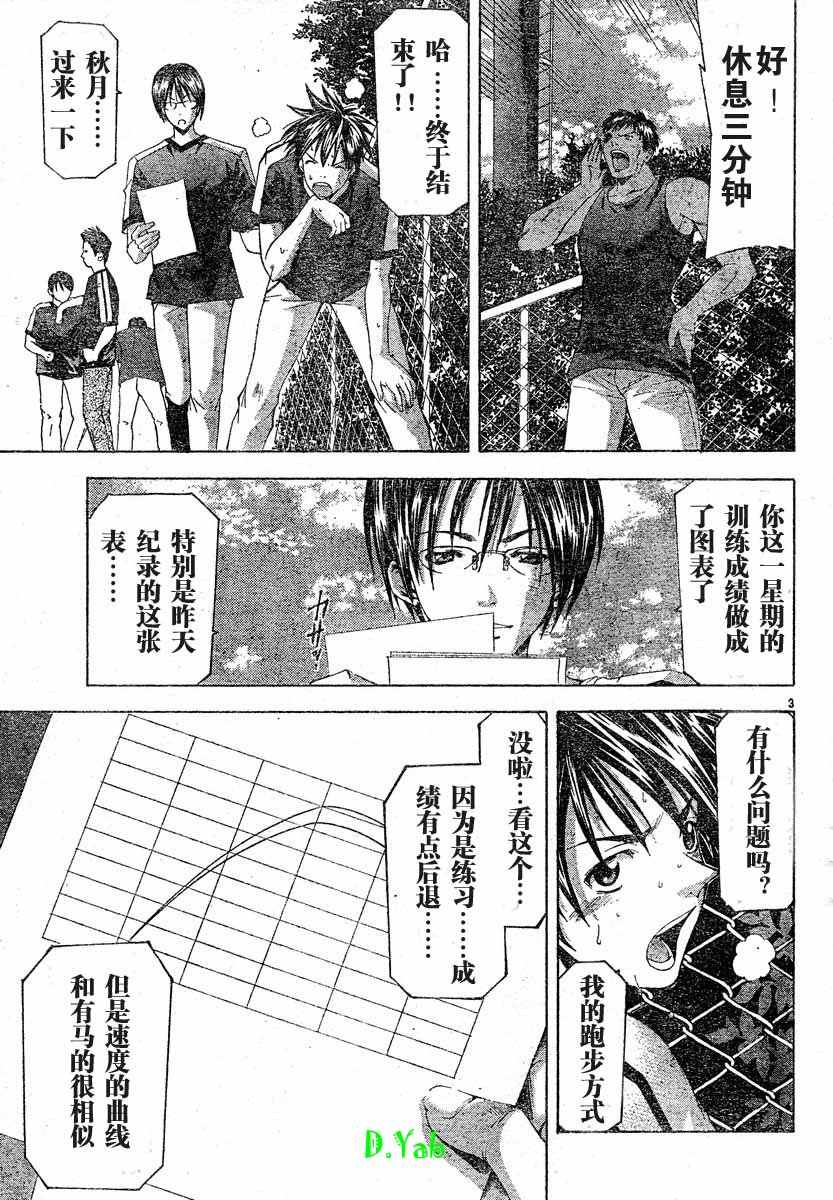 好！
休息三分钟
哈
……终于结
束了!!
秋月……
过来一下
你这一星期的
训练成绩做成
了图表了
カサッ
特别是昨天
纪录的这张
表……
3
有什么问题吗？
我的跑步方式
没啦…看这个…
因为是练习……成
绩有点后退……
但是速度的曲线
和有马的很相似
D.Yab